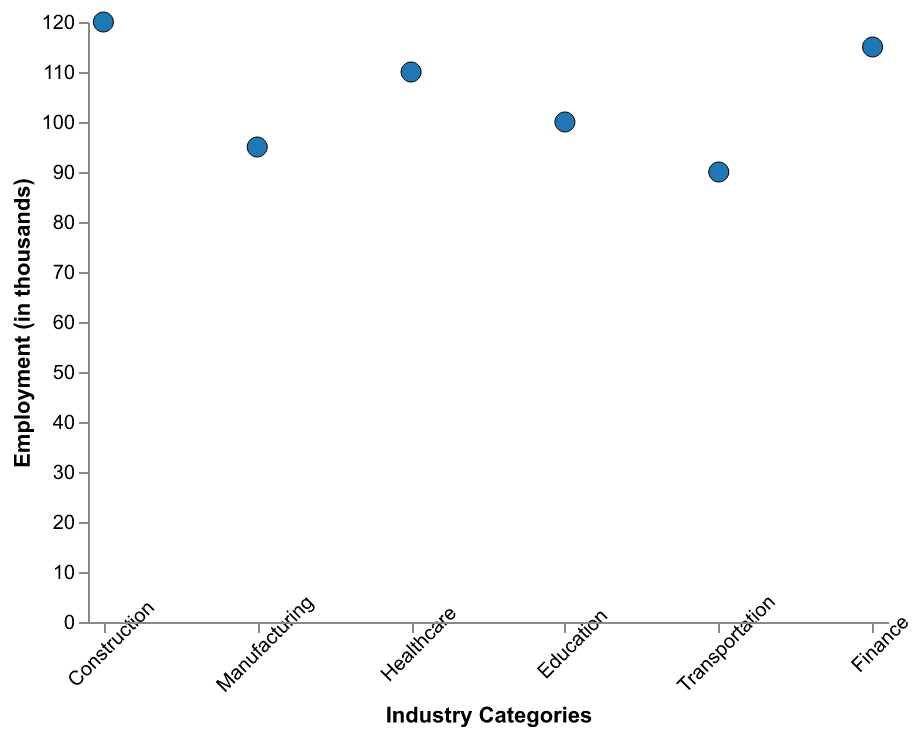 120
110
100
90
80
70
60
50
40
30
20
10
0
Employment (in thousands)
Construction
Manufacturing
Healthcare
Education
Transportation
Finance
Industry Categories